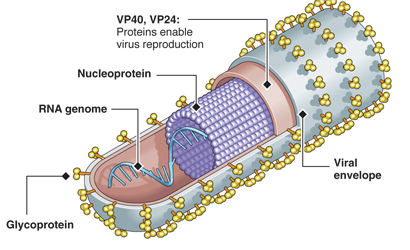 VP40, VP24:
Proteins enable
virus reproduction
Nucleoprotein
RNA genome
Viral
envelope
Glycoprotein